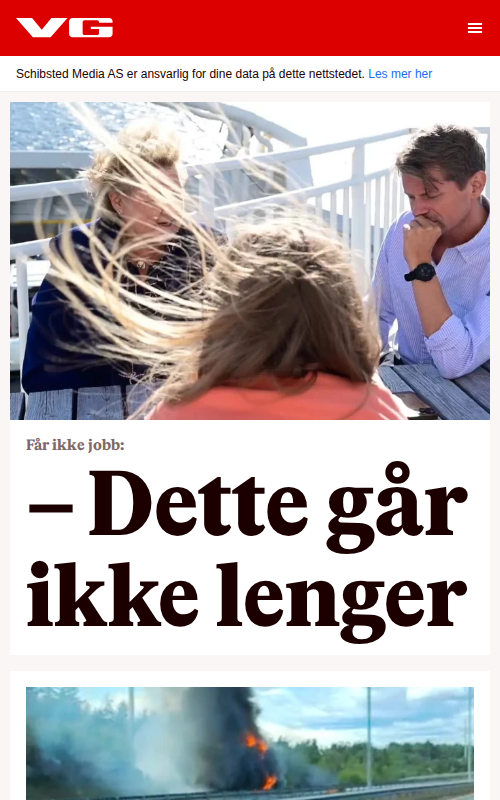 VG
Schibsted Media AS er ansvarlig for dine data på dette nettstedet. Les mer her
Får ikke jobb:
– Dette går
ikke lenger